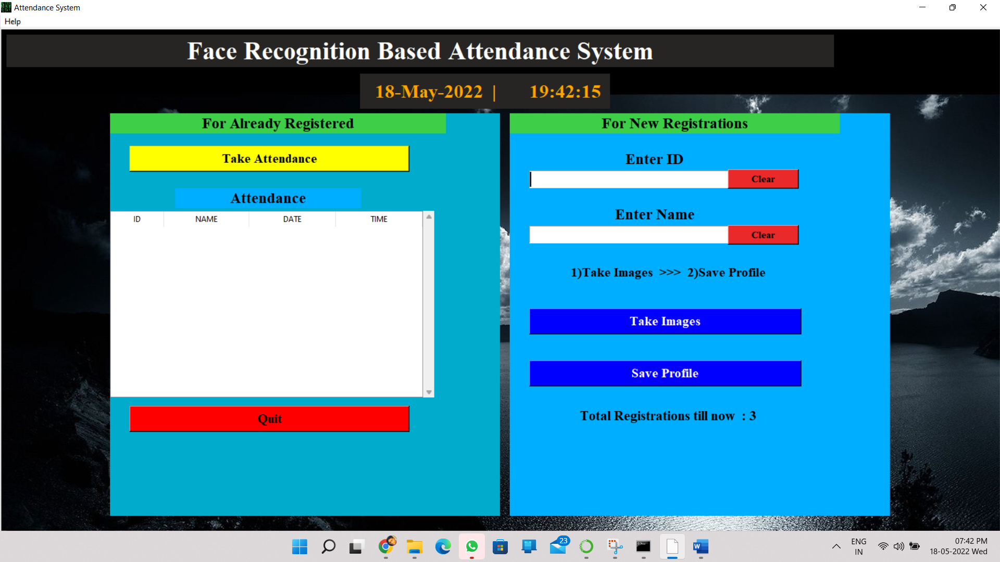 Attendance System
Help
Face Recognition Based Attendance System
18-May-2022 | 19:42:15
For Already Registered
Take Attendance
Attendance
ID NAME DATE TIME
Quit
For New Registrations
Enter ID
Clear
Enter Name
Clear
1)Take Images >>> 2)Save Profile
Take Images
Save Profile
Total Registrations till now : 3
23
W
ENG
IN
07:42 PM
18-05-2022 Wed